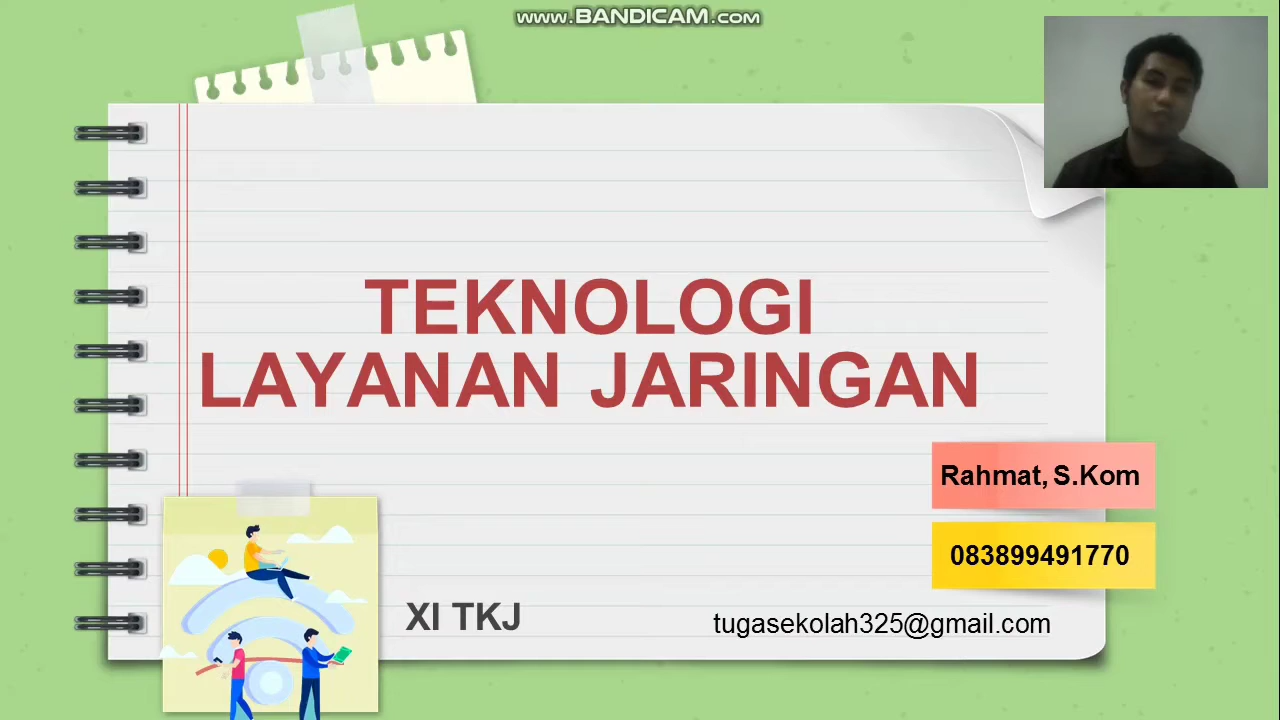 www.BANDICAM.com
TEKNOLOGI
LAYANAN JARINGAN
Rahmat, S.Kom
083899491770
XI TKJ
tugasekolah325@gmail.com